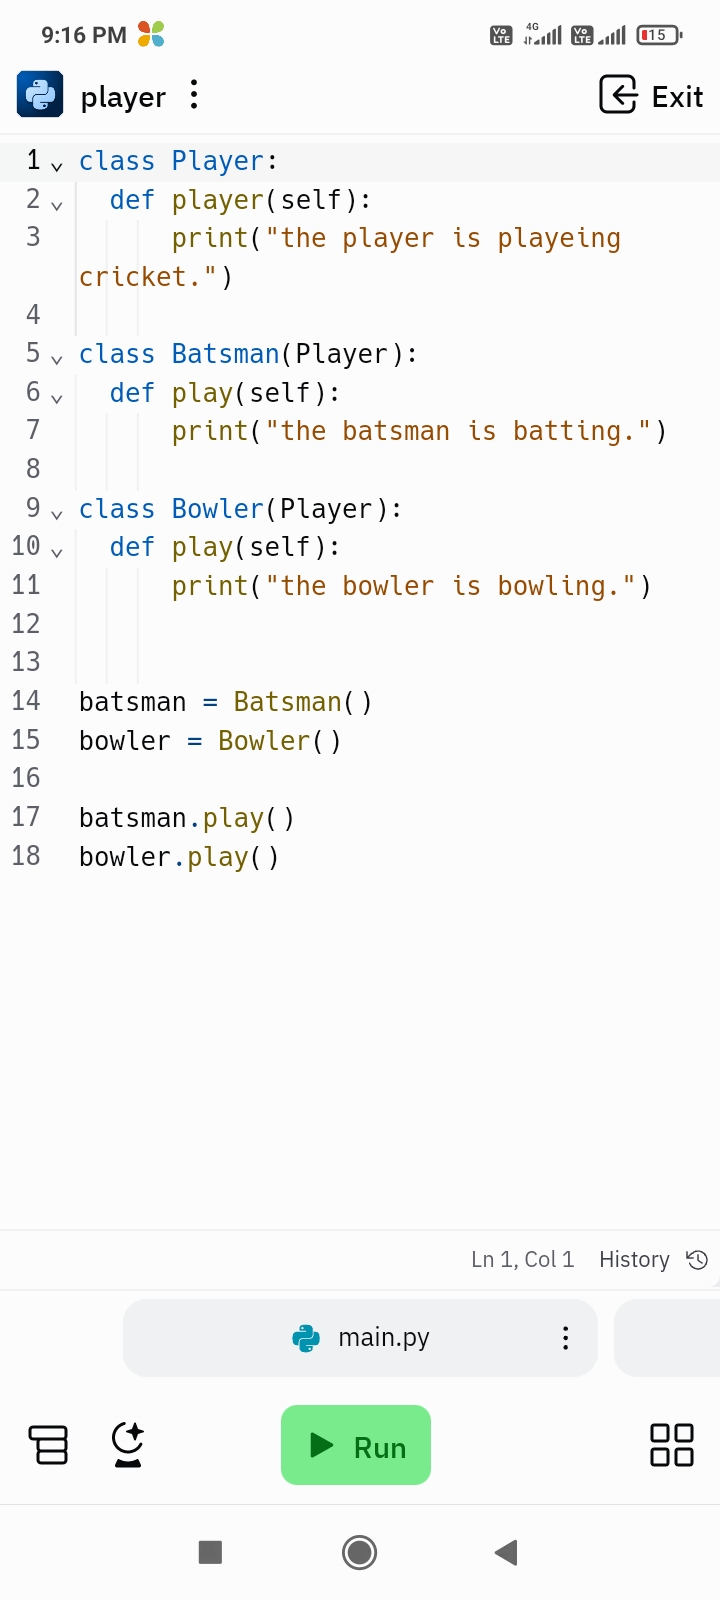 9:16 PM
Vo LTE 4G Vo LTE 15
player
Exit
1 class Player:
2 def player(self):
3 print("the player is playeing
cricket.")
4
5 class Batsman(Player):
6 def play(self):
7 print("the batsman is batting.")
8
9 class Bowler(Player):
10 def play(self):
11 print("the bowler is bowling.")
12
13
14 batsman = Batsman()
15 bowler = Bowler()
16
17 batsman.play()
18 bowler.play()
Ln 1, Col 1 History
main.py
Run